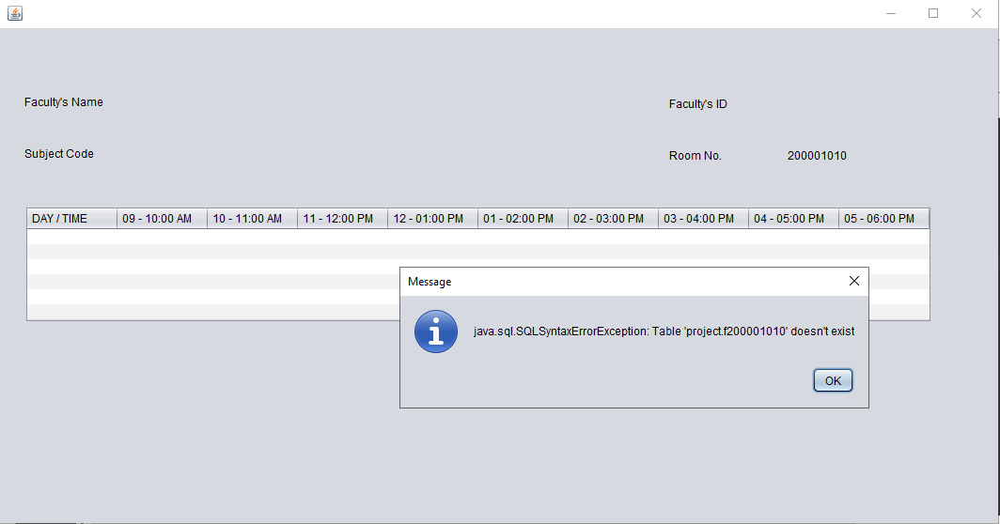 Faculty's Name
Faculty's ID
Subject Code
Room No. 200001010
DAY / TIME 09 - 10:00 AM 10 - 11:00 AM 11 - 12:00 PM 12 - 01:00 PM 01 - 02:00 PM 02 - 03:00 PM 03 - 04:00 PM 04 - 05:00 PM 05 - 06:00 PM
Message
java.sql.SQLSyntaxErrorException: Table 'project.f200001010' doesn't exist
OK